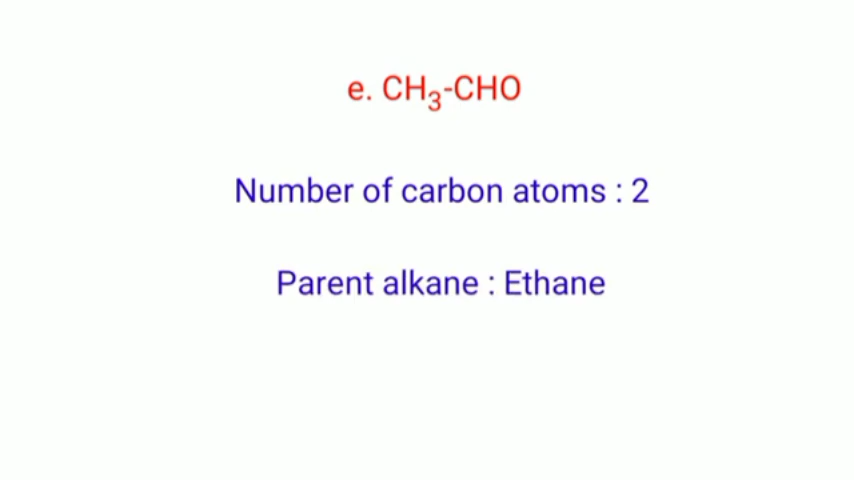 e. CH₃-CHO
Number of carbon atoms : 2
Parent alkane : Ethane